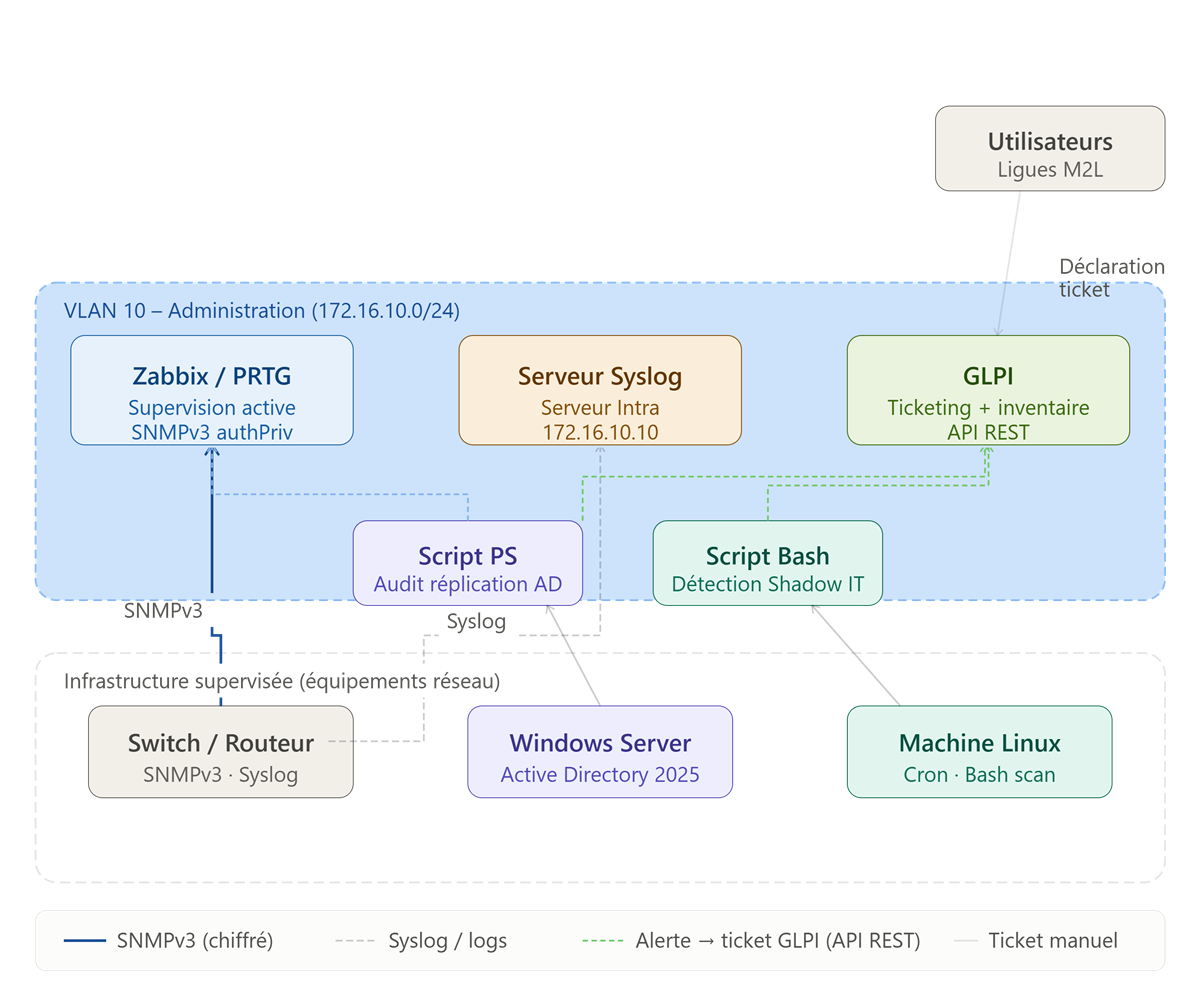 Utilisateurs
Ligues M2L
Déclaration
ticket
VLAN 10 – Administration (172.16.10.0/24)
Zabbix / PRTG
Supervision active
SNMPv3 authPriv
Serveur Syslog
Serveur Intra
172.16.10.10
GLPI
Ticketing + inventaire
API REST
Script PS
Audit réplication AD
Script Bash
Détection Shadow IT
SNMPv3
Syslog
Infrastructure supervisée (équipements réseau)
Switch / Routeur
SNMPv3 · Syslog
Windows Server
Active Directory 2025
Machine Linux
Cron · Bash scan
SNMPv3 (chiffré)
Syslog / logs
Alerte → ticket GLPI (API REST)
Ticket manuel